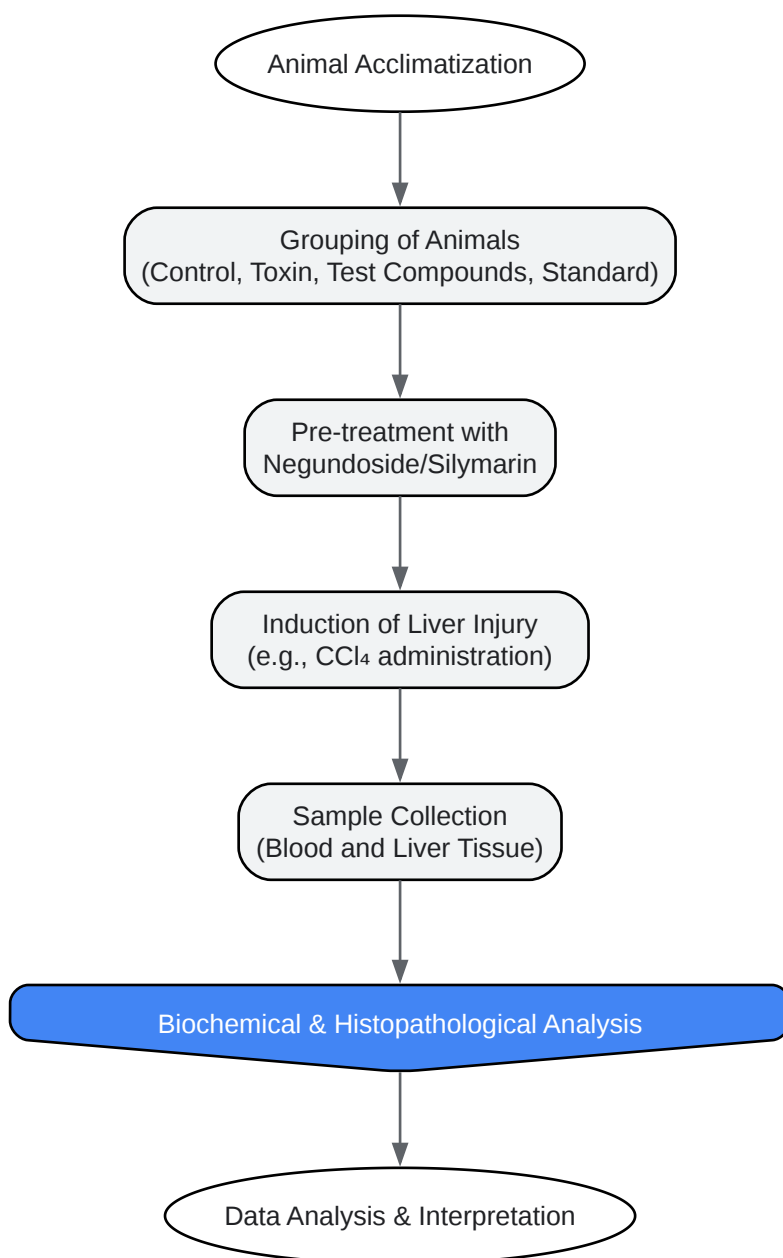 Animal Acclimatization
Grouping of Animals
(Control, Toxin, Test Compounds, Standard)
Pre-treatment with
Negundoside/Silymarin
Induction of Liver Injury
(e.g., CCl₄ administration)
Sample Collection
(Blood and Liver Tissue)
Biochemical & Histopathological Analysis
Data Analysis & Interpretation